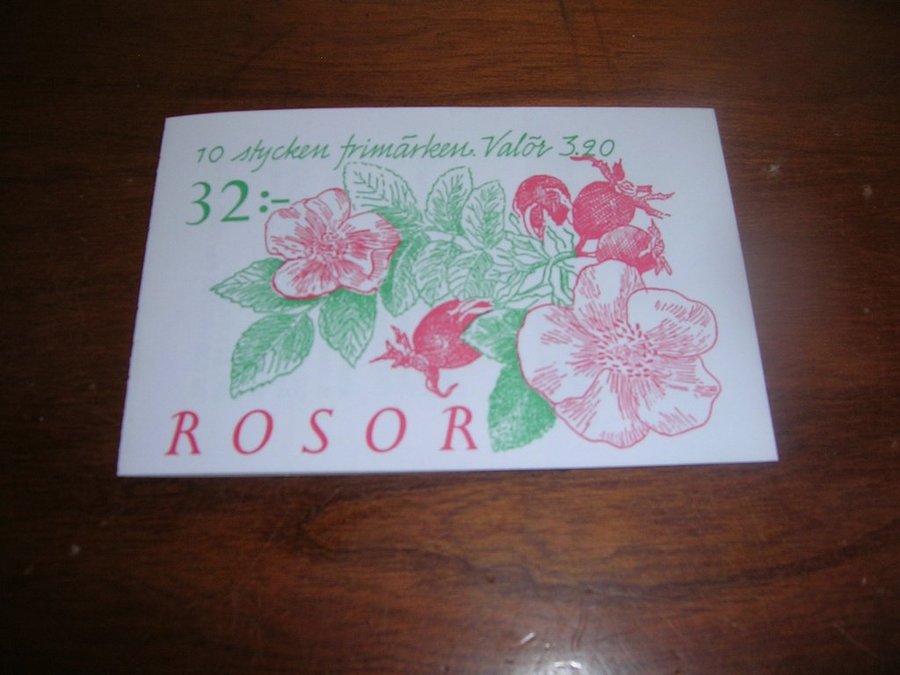 10 stycken frimärken. Valör 3.20
32:-
ROSOR